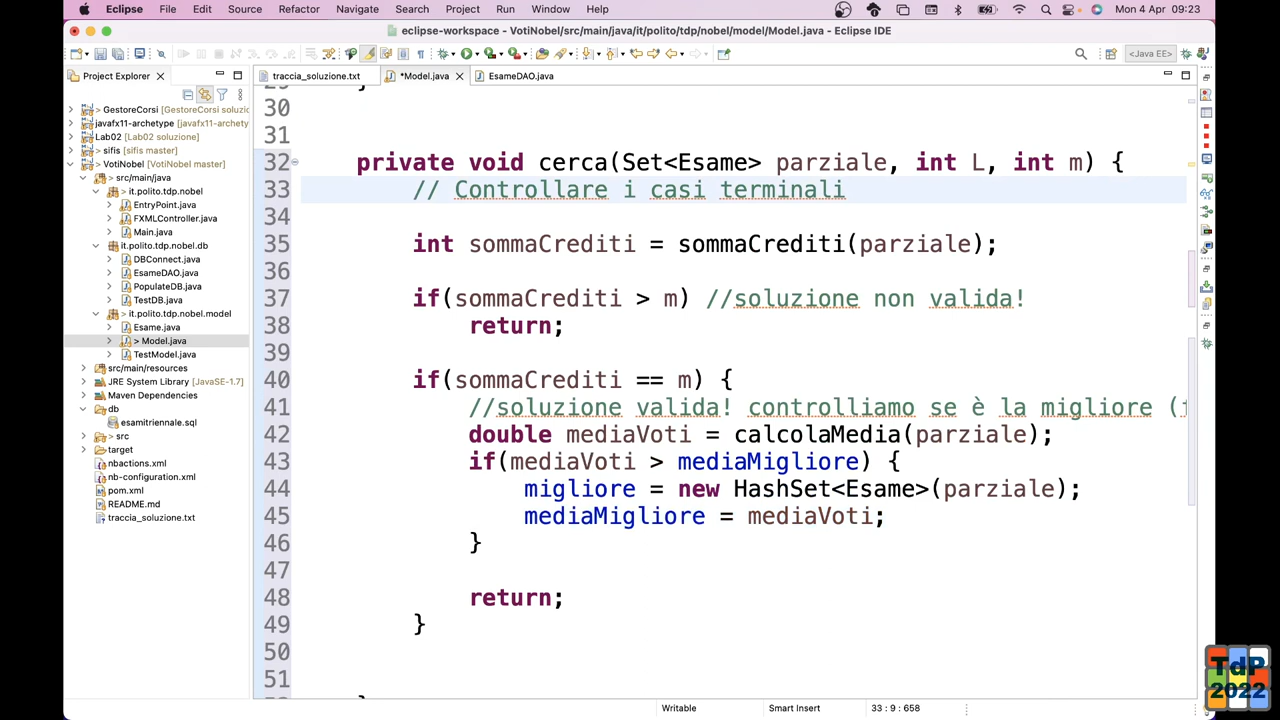 Eclipse File Edit Source Refactor Navigate Search Project Run Window Help Mon 4 Apr 09:23
eclipse-workspace - VotiNobel/src/main/java/it/polito/tdp/nobel/model/Model.java - Eclipse IDE
<Java EE>
Project Explorer
traccia_soluzione.txt *Model.java EsameDAO.java
GestoreCorsi [GestoreCorsi soluzic
javafx11-archetype [javafx11-archety
Lab02 [Lab02 soluzione]
> sifis [sifis master]
> VotiNobel [VotiNobel master]
> src/main/java
> it.polito.tdp.nobel
EntryPoint.java
FXMLController.java
Main.java
it.polito.tdp.nobel.db
DBConnect.java
EsameDAO.java
PopulateDB.java
TestDB.java
> it.polito.tdp.nobel.model
Esame.java
> Model.java
TestModel.java
src/main/resources
JRE System Library [JavaSE-1.7]
Maven Dependencies
db
esamitriennale.sql
> src
target
nbactions.xml
nb-configuration.xml
pom.xml
README.md
traccia_soluzione.txt
30
31
32 private void cerca(Set<Esame> parziale, int L, int m) {
33 // Controllare i casi terminali
34
35 int sommaCrediti = sommaCrediti(parziale);
36
37 if(sommaCrediti > m) //soluzione non valida!
38 return;
39
40 if(sommaCrediti == m) {
41 //soluzione valida! controlliamo se è la migliore (
42 double mediaVoti = calcolaMedia(parziale);
43 if(mediaVoti > mediaMigliore) {
44 migliore = new HashSet<Esame>(parziale);
45 mediaMigliore = mediaVoti;
46 }
47
48 return;
49 }
50
51
Writable Smart Insert 33 : 9 : 658
TdP
2022